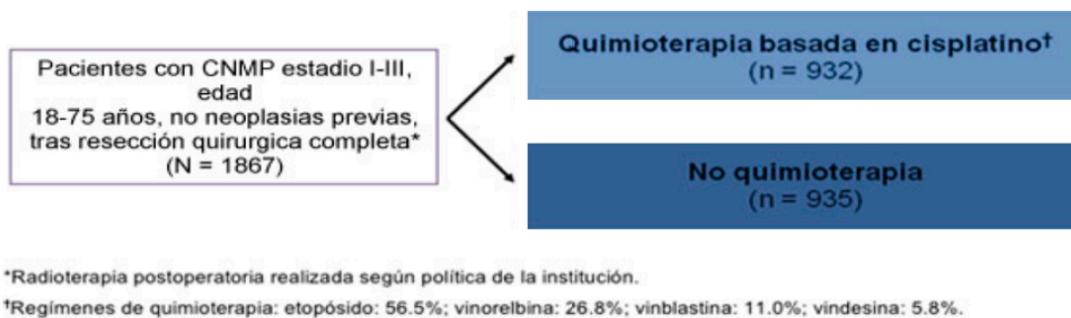 Pacientes con CNMP estadio I-III,
edad
18-75 años, no neoplasias previas,
tras resección quirurgica completa*
(N = 1867)
Quimioterapia basada en cisplatino†
(n = 932)
No quimioterapia
(n = 935)
*Radioterapia postoperatoria realizada según política de la institución.
†Regímenes de quimioterapia: etopósido: 56.5%; vinorelbina: 26.8%; vinblastina: 11.0%; vindesina: 5.8%.